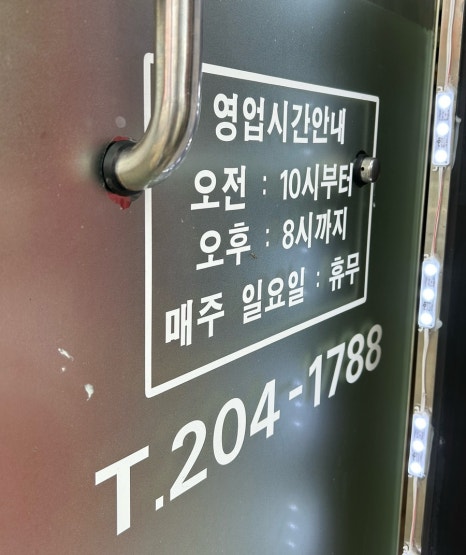 영업시간안내
오전 : 10시부터
오후 : 8시까지
매주 일요일 : 휴무
T.204-1788